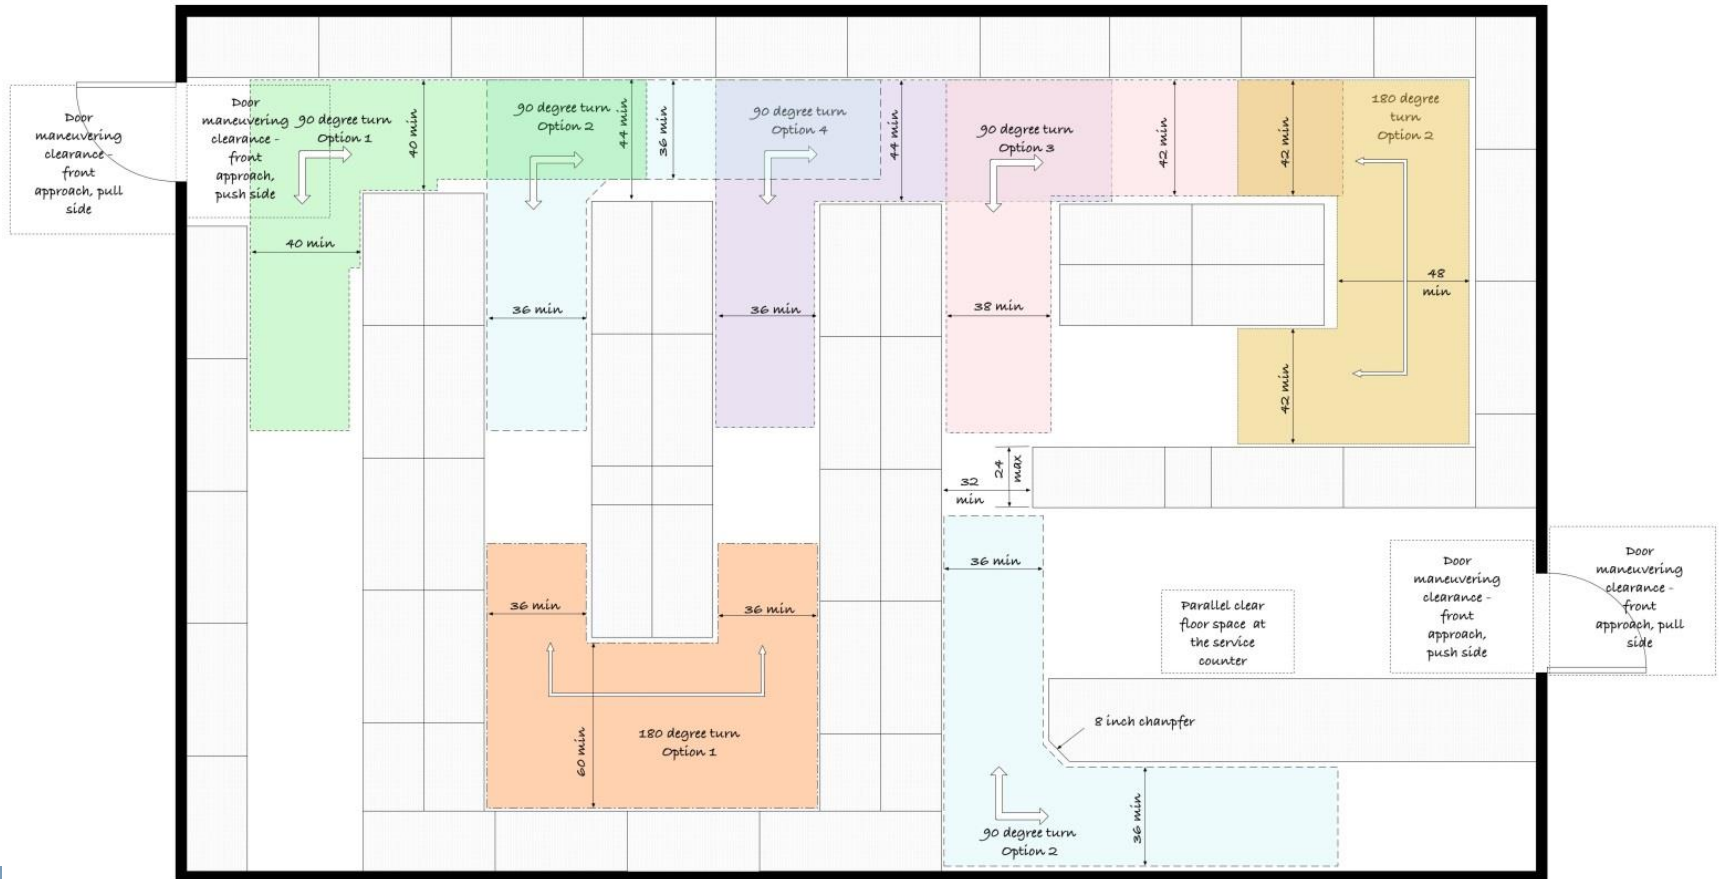 Door
maneuvering
clearance -
front
approach, pull
side
Door
maneuvering
clearance -
front
approach,
push side
90 degree turn
Option 1
40 min
40 min
90 degree turn
Option 2
44 min
36 min
36 min
90 degree turn
Option 4
44 min
36 min
90 degree turn
Option 3
42 min
38 min
42 min
180 degree
turn
Option 2
48
min
42 min
24
max
32
min
36 min
36 min
180 degree turn
Option 1
60 min
36 min
Parallel clear
floor space at
the service
counter
Door
maneuvering
clearance -
front
approach,
push side
Door
maneuvering
clearance -
front
approach, pull
side
8 inch chanpfer
90 degree turn
Option 2
36 min